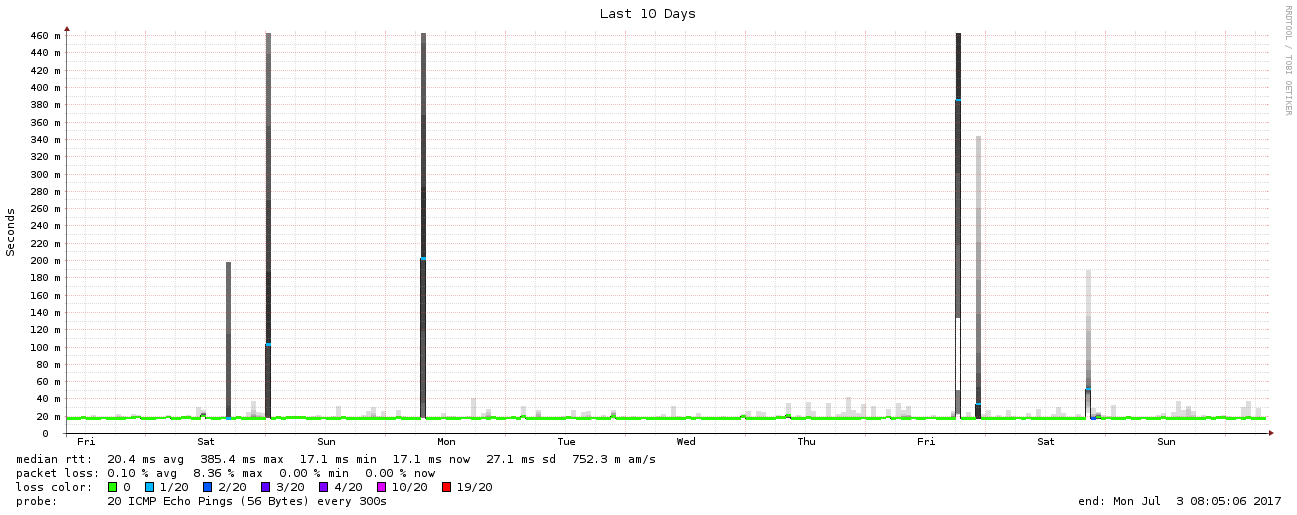 Last 10 Days
RRDTOOL / TOBI OETIKER
Seconds
460 m
440 m
420 m
400 m
380 m
360 m
340 m
320 m
300 m
280 m
260 m
240 m
220 m
200 m
180 m
160 m
140 m
120 m
100 m
80 m
60 m
40 m
20 m
0
Fri Sat Sun Mon Tue Wed Thu Fri Sat Sun
median rtt: 20.4 ms avg 385.4 ms max 17.1 ms min 17.1 ms now 27.1 ms sd 752.3 m am/s
packet loss: 0.10 % avg 8.36 % max 0.00 % min 0.00 % now
loss color: 0 1/20 2/20 3/20 4/20 10/20 19/20
probe: 20 ICMP Echo Pings (56 Bytes) every 300s end: Mon Jul 3 08:05:06 2017